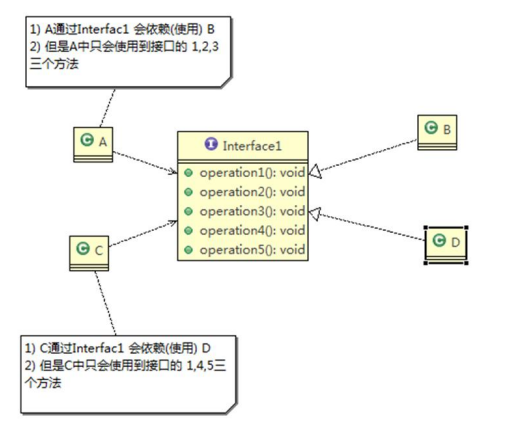 1) A通过Interfac1 会依赖(使用) B
2) 但是A中只会使用到接口的 1,2,3
三个方法
A
Interface1
B
operation1(): void
operation2(): void
operation3(): void
operation4(): void
operation5(): void
C
D
1) C通过Interfac1 会依赖(使用) D
2) 但是C中只会使用到接口的 1,4,5三
个方法